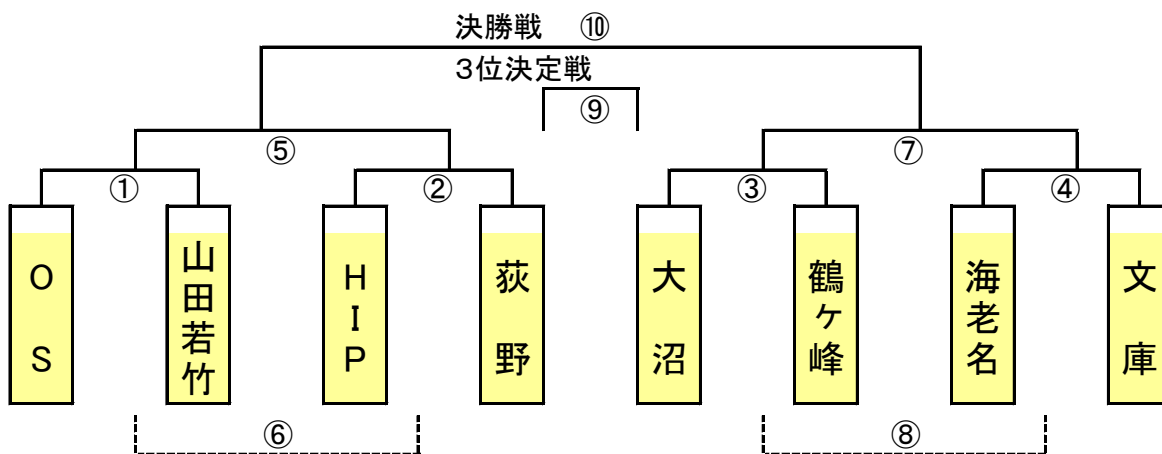 決勝戦 ⑩
3位決定戦
⑨
⑤ ⑦
① ② ③ ④
OS
山田若竹
HIP
荻野
大沼
鶴ヶ峰
海老名
文庫
⑥ ⑧